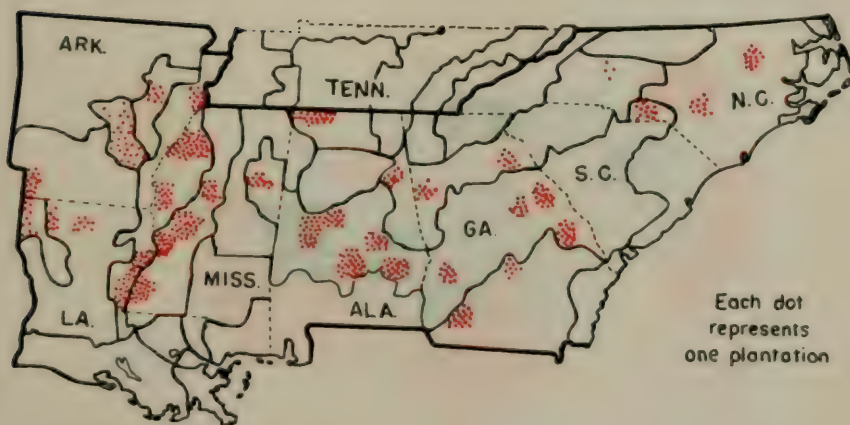 ARK.
TENN.
N.C.
S.C.
GA.
MISS.
ALA.
LA.
Each dot
represents
one plantation